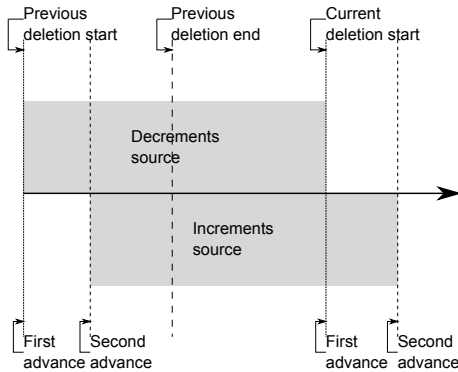 Previous
deletion start
Previous
deletion end
Current
deletion start
Decrements
source
Increments
source
First
advance
Second
advance
First
advance
Second
advance